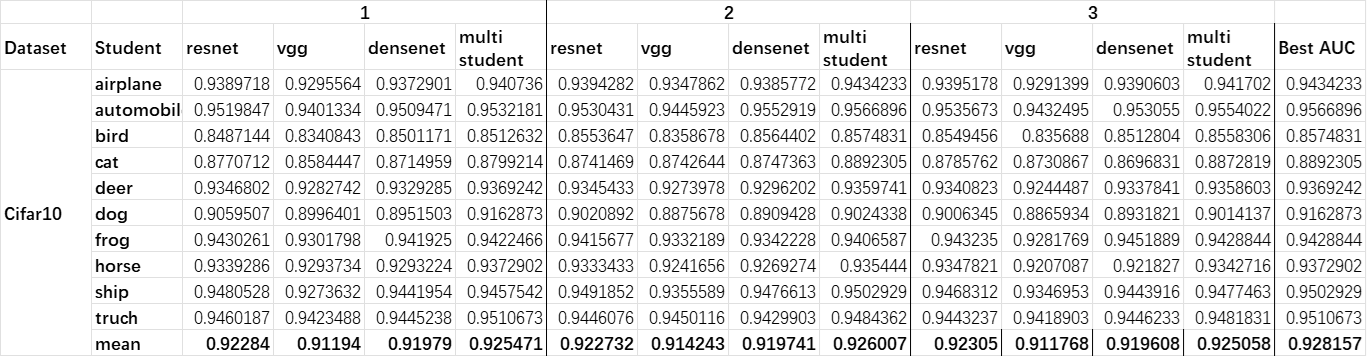 1 2 3
Dataset Student resnet vgg densenet multi student resnet vgg densenet multi student resnet vgg densenet multi student Best AUC
airplane 0.9389718 0.9295564 0.9372901 0.940736 0.9394282 0.9347862 0.9385772 0.9434233 0.9395178 0.9291399 0.9390603 0.941702 0.9434233
automobil 0.9519847 0.9401334 0.9509471 0.9532181 0.9530431 0.9445923 0.9552919 0.9566896 0.9535673 0.9432495 0.953055 0.9554022 0.9566896
bird 0.8487144 0.8340843 0.8501171 0.8512632 0.8553647 0.8358678 0.8564402 0.8574831 0.8549456 0.835688 0.8512804 0.8558306 0.8574831
cat 0.8770712 0.8584447 0.8714959 0.8799214 0.8741469 0.8742644 0.8747363 0.8892305 0.8785762 0.8730867 0.8696831 0.8872819 0.8892305
deer 0.9346802 0.9282742 0.9329285 0.9369242 0.9345433 0.9273978 0.9296202 0.9359741 0.9340823 0.9244487 0.9337841 0.9358603 0.9369242
Cifar10 dog 0.9059507 0.8996401 0.8951503 0.9162873 0.9020892 0.8875678 0.8909428 0.9024338 0.9006345 0.8865934 0.8931821 0.9014137 0.9162873
frog 0.9430261 0.9301798 0.941925 0.9422466 0.9415677 0.9332189 0.9342228 0.9406587 0.943235 0.9281769 0.9451889 0.9428844 0.9428844
horse 0.9339286 0.9293734 0.9293224 0.9372902 0.9333433 0.9241656 0.9269274 0.935444 0.9347821 0.9207087 0.921827 0.9342716 0.9372902
ship 0.9480528 0.9273632 0.9441954 0.9457542 0.9491852 0.9355589 0.9476613 0.9502929 0.9468312 0.9346953 0.9443916 0.9477463 0.9502929
truch 0.9460187 0.9423488 0.9445238 0.9510673 0.9446076 0.9450116 0.9429903 0.9484362 0.9443237 0.9418903 0.9446233 0.9481831 0.9510673
mean 0.92284 0.91194 0.91979 0.925471 0.922732 0.914243 0.919741 0.926007 0.92305 0.911768 0.919608 0.925058 0.928157